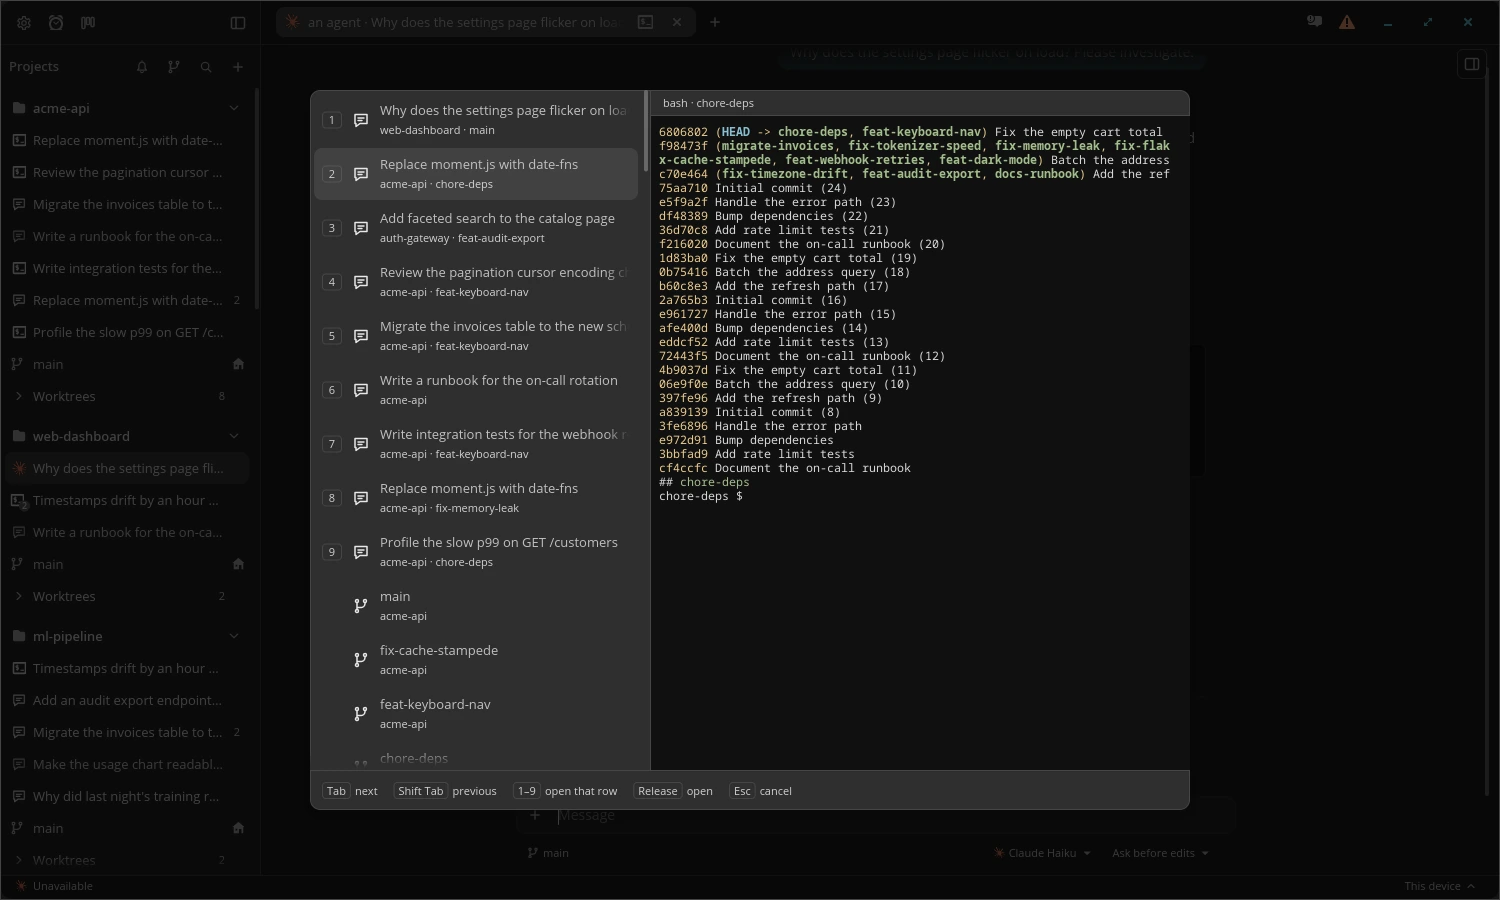 an agent · Why does the settings page flicker on loa
Why does the settings page flicker on load? Please investigate.
Projects
acme-api
Replace moment.js with date-...
Review the pagination cursor ...
Migrate the invoices table to t...
Write a runbook for the on-ca...
Write integration tests for the...
Replace moment.js with date-... 2
Profile the slow p99 on GET /c...
main
Worktrees 8
web-dashboard
Why does the settings page fli...
Timestamps drift by an hour ...
2
Write a runbook for the on-ca...
main
Worktrees 2
ml-pipeline
Timestamps drift by an hour ...
Add an audit export endpoint...
Migrate the invoices table to t... 2
Make the usage chart readabl...
Why did last night's training r...
main
Worktrees 2
Unavailable
1 Why does the settings page flicker on loa
web-dashboard · main
2 Replace moment.js with date-fns
acme-api · chore-deps
3 Add faceted search to the catalog page
auth-gateway · feat-audit-export
4 Review the pagination cursor encoding c
acme-api · feat-keyboard-nav
5 Migrate the invoices table to the new sch
acme-api · feat-keyboard-nav
6 Write a runbook for the on-call rotation
acme-api
7 Write integration tests for the webhook r
acme-api · feat-keyboard-nav
8 Replace moment.js with date-fns
acme-api · fix-memory-leak
9 Profile the slow p99 on GET /customers
acme-api · chore-deps
main
acme-api
fix-cache-stampede
acme-api
feat-keyboard-nav
acme-api
chore-deps
bash · chore-deps
6806802 (HEAD -> chore-deps, feat-keyboard-nav) Fix the empty cart total
f98473f (migrate-invoices, fix-tokenizer-speed, fix-memory-leak, fix-flak
x-cache-stampede, feat-webhook-retries, feat-dark-mode) Batch the address
c70e464 (fix-timezone-drift, feat-audit-export, docs-runbook) Add the ref
75aa710 Initial commit (24)
e5f9a2f Handle the error path (23)
df48389 Bump dependencies (22)
36d70c8 Add rate limit tests (21)
f216020 Document the on-call runbook (20)
1d83ba0 Fix the empty cart total (19)
0b75416 Batch the address query (18)
b60c8e3 Add the refresh path (17)
2a765b3 Initial commit (16)
e961727 Handle the error path (15)
afe400d Bump dependencies (14)
eddcf52 Add rate limit tests (13)
72443f5 Document the on-call runbook (12)
4b9037d Fix the empty cart total (11)
06e9f0e Batch the address query (10)
397fe96 Add the refresh path (9)
a839139 Initial commit (8)
3fe6896 Handle the error path
e972d91 Bump dependencies
3bbfad9 Add rate limit tests
cf4ccfc Document the on-call runbook
## chore-deps
chore-deps $
Tab next Shift Tab previous 1–9 open that row Release open Esc cancel
Message
main Claude Haiku Ask before edits
This device